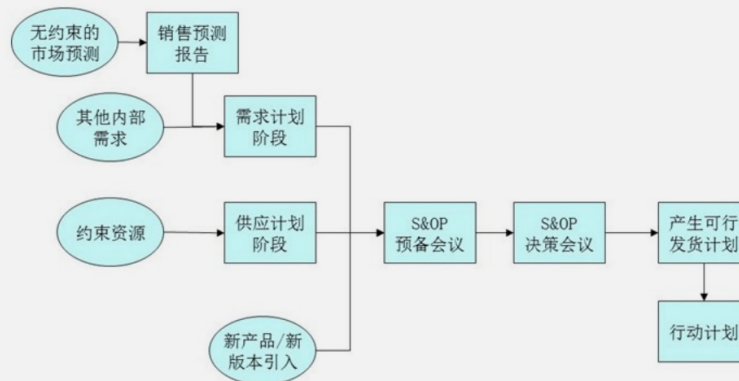 无约束的
市场预测
销售预测
报告
其他内部
需求
需求计划
阶段
约束资源
供应计划
阶段
S&OP
预备会议
S&OP
决策会议
产生可行
发货计划
新产品/新
版本引入
行动计划